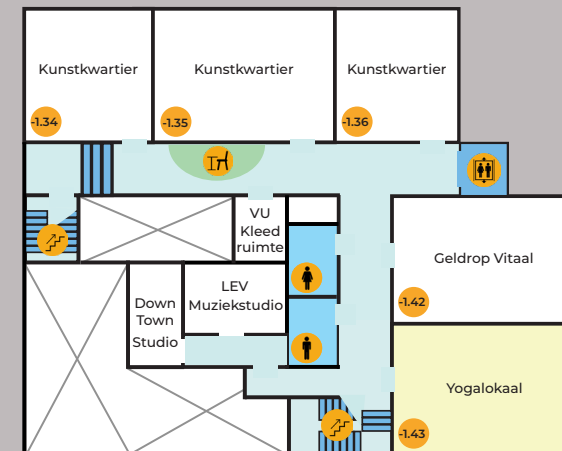 Kunstkwartier
Kunstkwartier
Kunstkwartier
-1.34
-1.35
-1.36
VU
Kleed
ruimte
Geldrop Vitaal
LEV
Muziekstudio
Down
Town
Studio
-1.42
Yogalokaal
-1.43